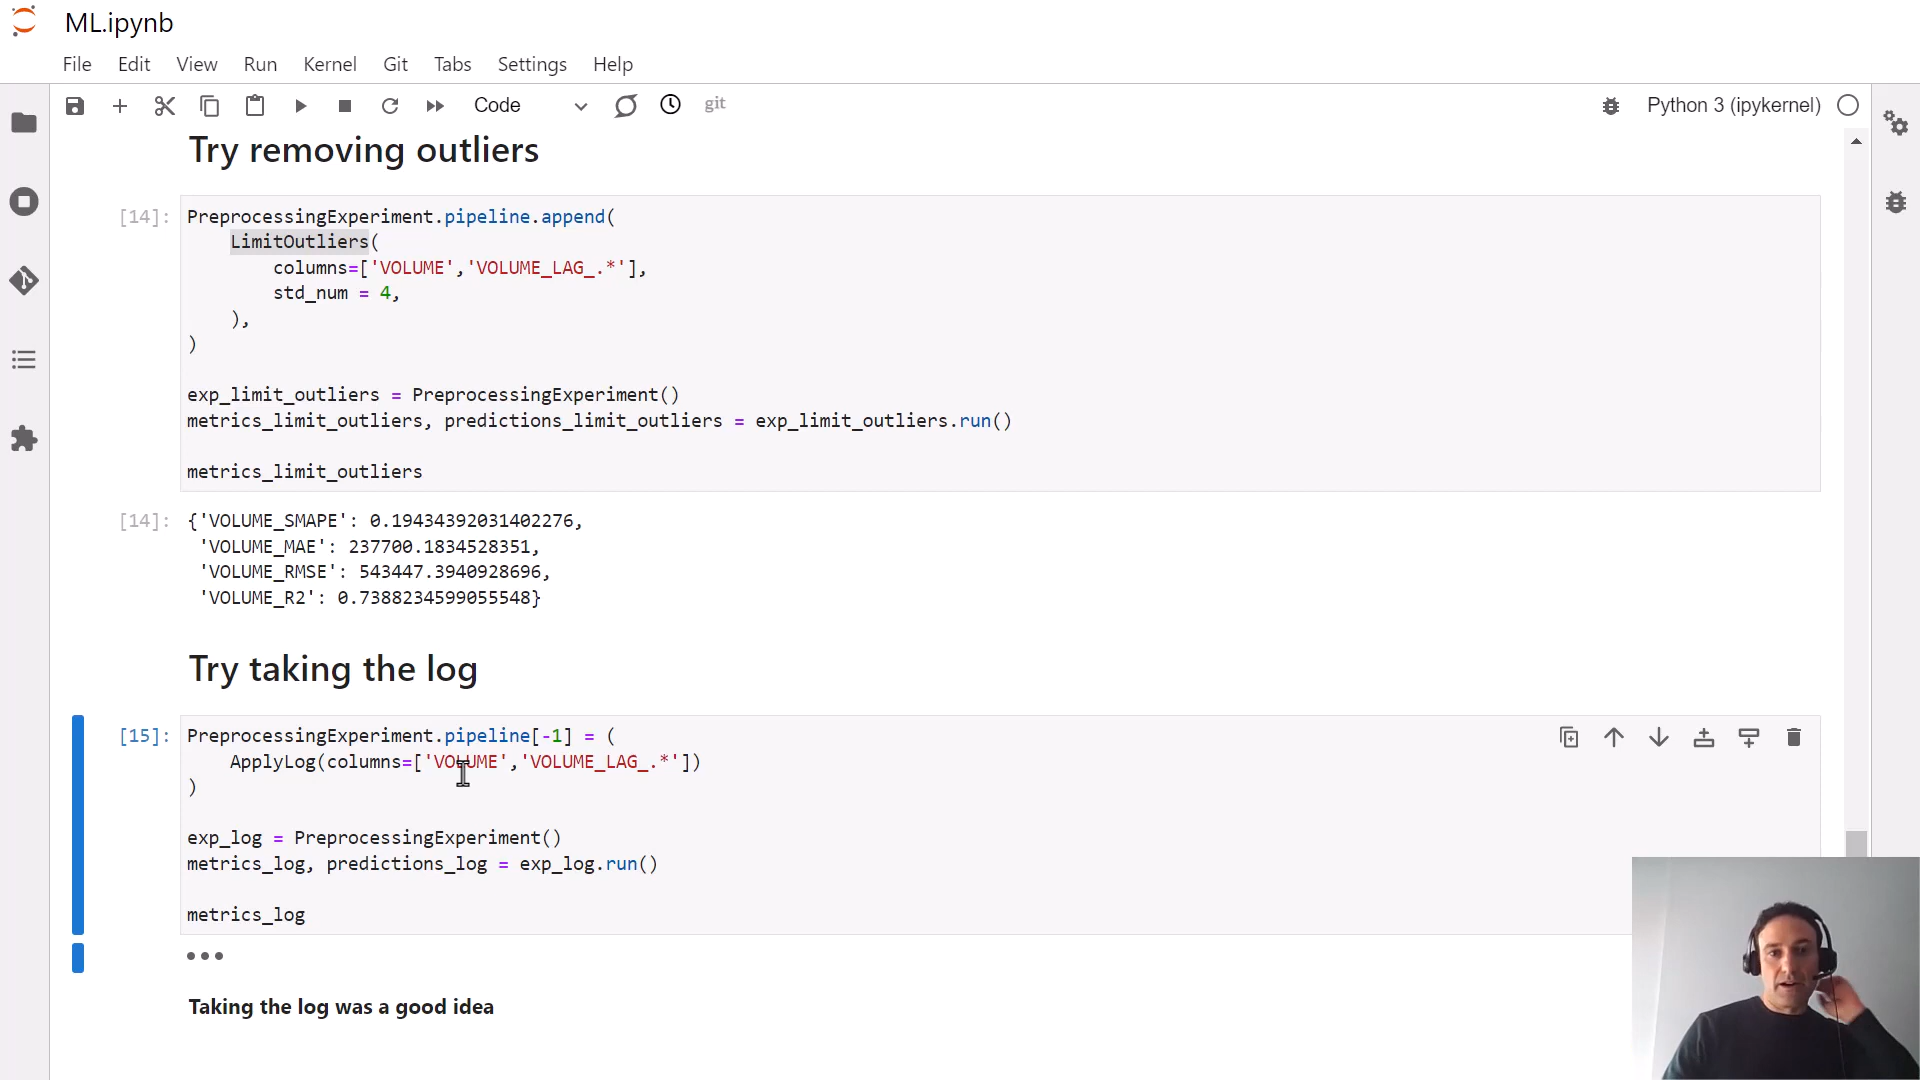 ML.ipynb
File Edit View Run Kernel Git Tabs Settings Help
Code git Python 3 (ipykernel)
Try removing outliers
[14]: PreprocessingExperiment.pipeline.append(
LimitOutliers(
columns=['VOLUME','VOLUME_LAG_.*'],
std_num = 4,
),
)
exp_limit_outliers = PreprocessingExperiment()
metrics_limit_outliers, predictions_limit_outliers = exp_limit_outliers.run()
metrics_limit_outliers
[14]: {'VOLUME_SMAPE': 0.19434392031402276,
'VOLUME_MAE': 237700.1834528351,
'VOLUME_RMSE': 543447.3940928696,
'VOLUME_R2': 0.7388234599055548}
Try taking the log
[15]: PreprocessingExperiment.pipeline[-1] = (
ApplyLog(columns=['VOLUME','VOLUME_LAG_.*'])
)
exp_log = PreprocessingExperiment()
metrics_log, predictions_log = exp_log.run()
metrics_log
Taking the log was a good idea